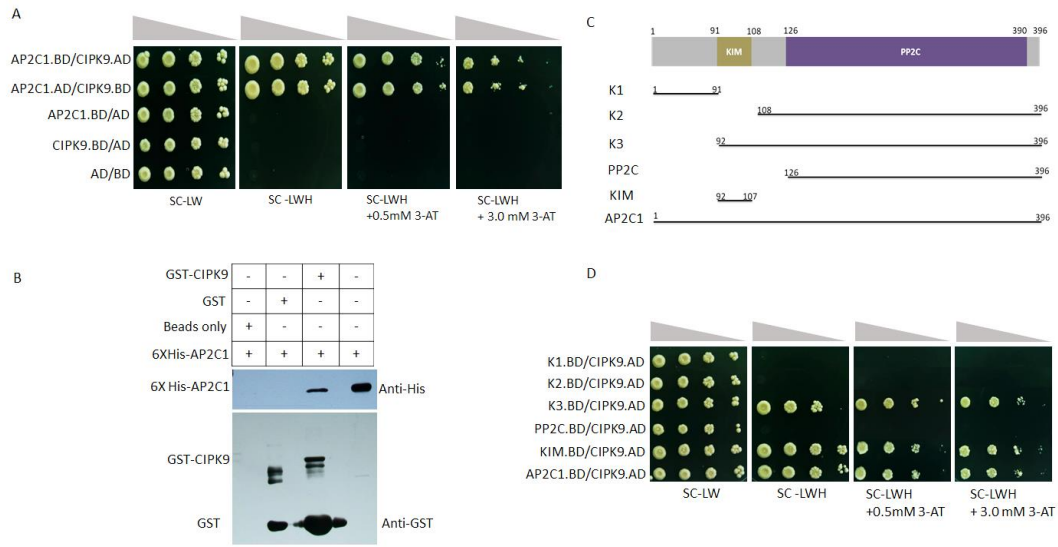 A
AP2C1.BD/CIPK9.AD
AP2C1.AD/CIPK9.BD
AP2C1.BD/AD
CIPK9.BD/AD
AD/BD
SC-LW
SC -LWH
SC-LWH
+0.5mM 3-AT
SC-LWH
+ 3.0 mM 3-AT
B
GST-CIPK9 - - + -
GST - + - -
Beads only + - - -
6XHis-AP2C1 + + + +
6X His-AP2C1
Anti-His
GST-CIPK9
GST
Anti-GST
C
1 91 108 126 390 396
KIM
PP2C
K1 1 91
K2 108 396
K3 92 396
PP2C 126 396
KIM 92 107
AP2C1 1 396
D
K1.BD/CIPK9.AD
K2.BD/CIPK9.AD
K3.BD/CIPK9.AD
PP2C.BD/CIPK9.AD
KIM.BD/CIPK9.AD
AP2C1.BD/CIPK9.AD
SC-LW
SC -LWH
SC-LWH
+0.5mM 3-AT
SC-LWH
+ 3.0 mM 3-AT